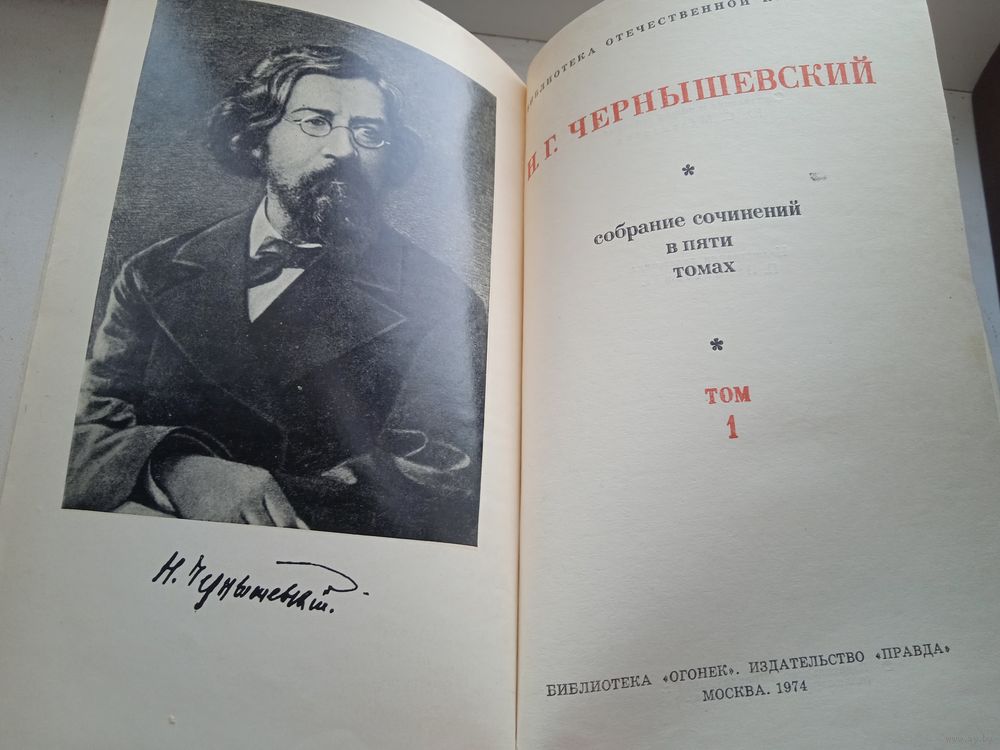 Н. Чернышевский.
БИБЛИОТЕКА ОТЕЧЕСТВЕННОЙ
Н. Г. ЧЕРНЫШЕВСКИЙ
*
собрание сочинений
в пяти
томах
*
ТОМ
1
БИБЛИОТЕКА «ОГОНЕК». ИЗДАТЕЛЬСТВО «ПРАВДА»
МОСКВА. 1974